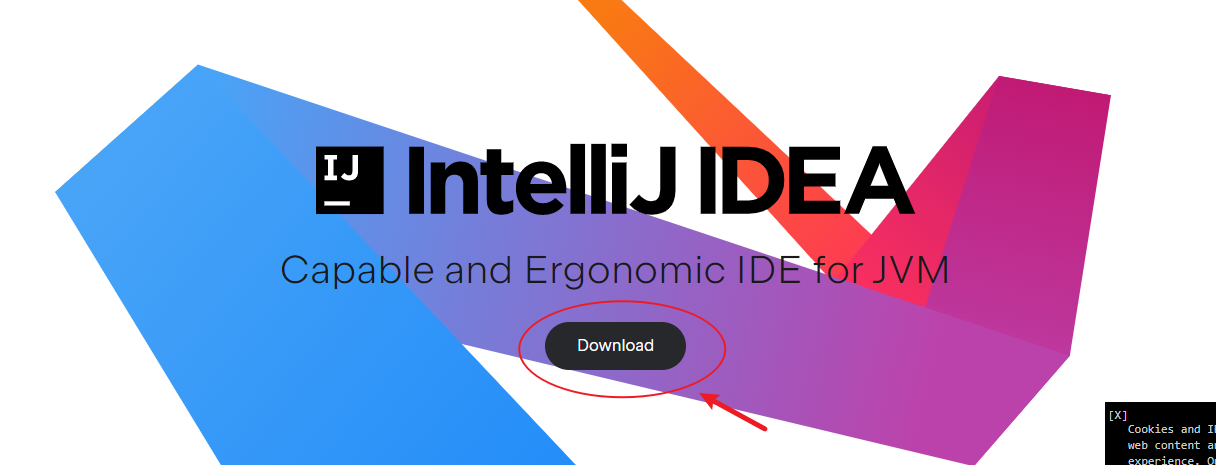 IJ IntelliJ IDEA
Capable and Ergonomic IDE for JVM
Download
[X]
Cookies and
web content
experience.